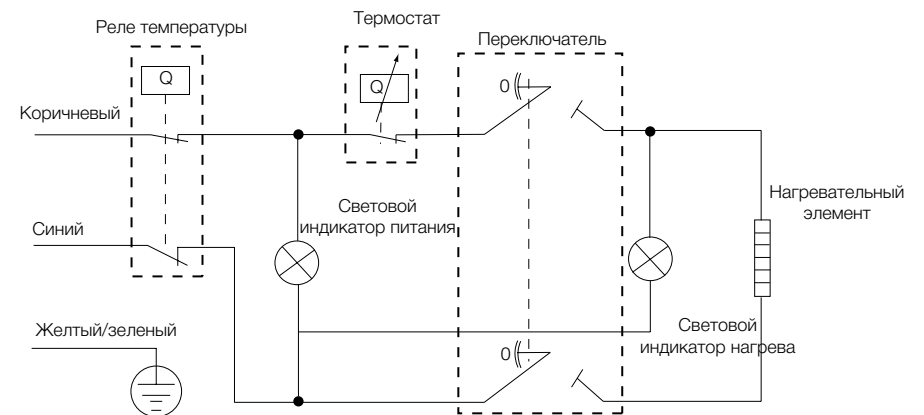 Реле температуры
Термостат
Переключатель
Q
Q
0
Коричневый
Нагревательный
элемент
Световой
индикатор питания
Синий
Желтый/зеленый
Световой
индикатор нагрева
0